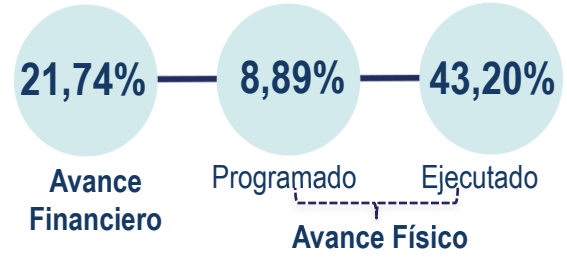 21,74%
8,89%
43,20%
Avance
Financiero
Programado
Ejecutado
Avance Físico